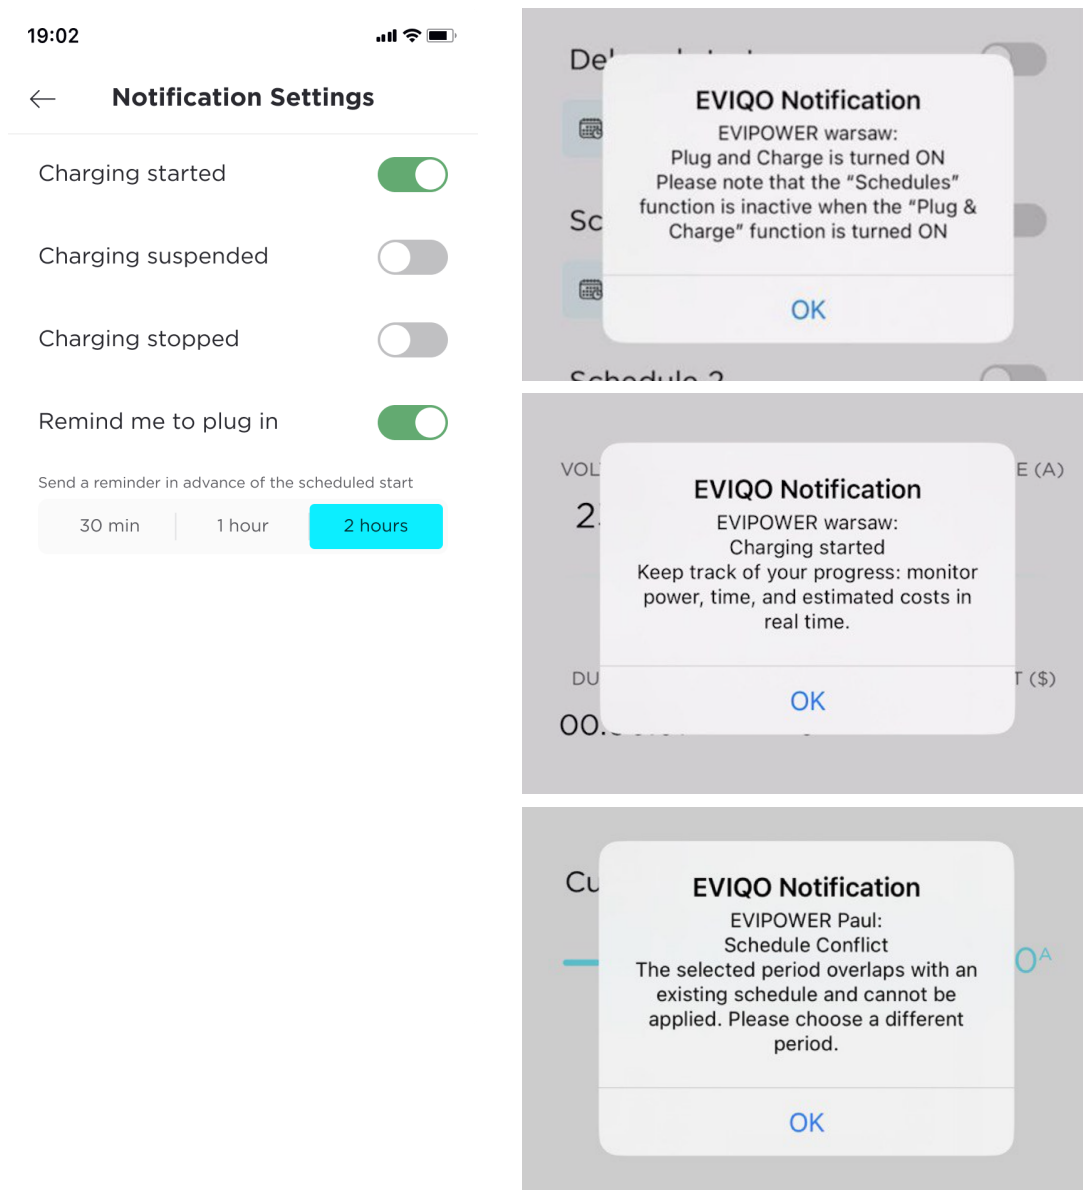 19:02
Notification Settings
Charging started
Charging suspended
Charging stopped
Remind me to plug in
Send a reminder in advance of the scheduled start
30 min
1 hour
2 hours
EVIQO Notification
EVIPOWER warsaw:
Plug and Charge is turned ON
Please note that the “Schedules”
function is inactive when the “Plug &
Charge” function is turned ON
OK
Schedule 2
E (A)
EVIQO Notification
EVIPOWER warsaw:
Charging started
Keep track of your progress: monitor
power, time, and estimated costs in
real time.
T ($)
OK
EVIQO Notification
EVIPOWER Paul:
Schedule Conflict
The selected period overlaps with an
existing schedule and cannot be
applied. Please choose a different
period.
OK